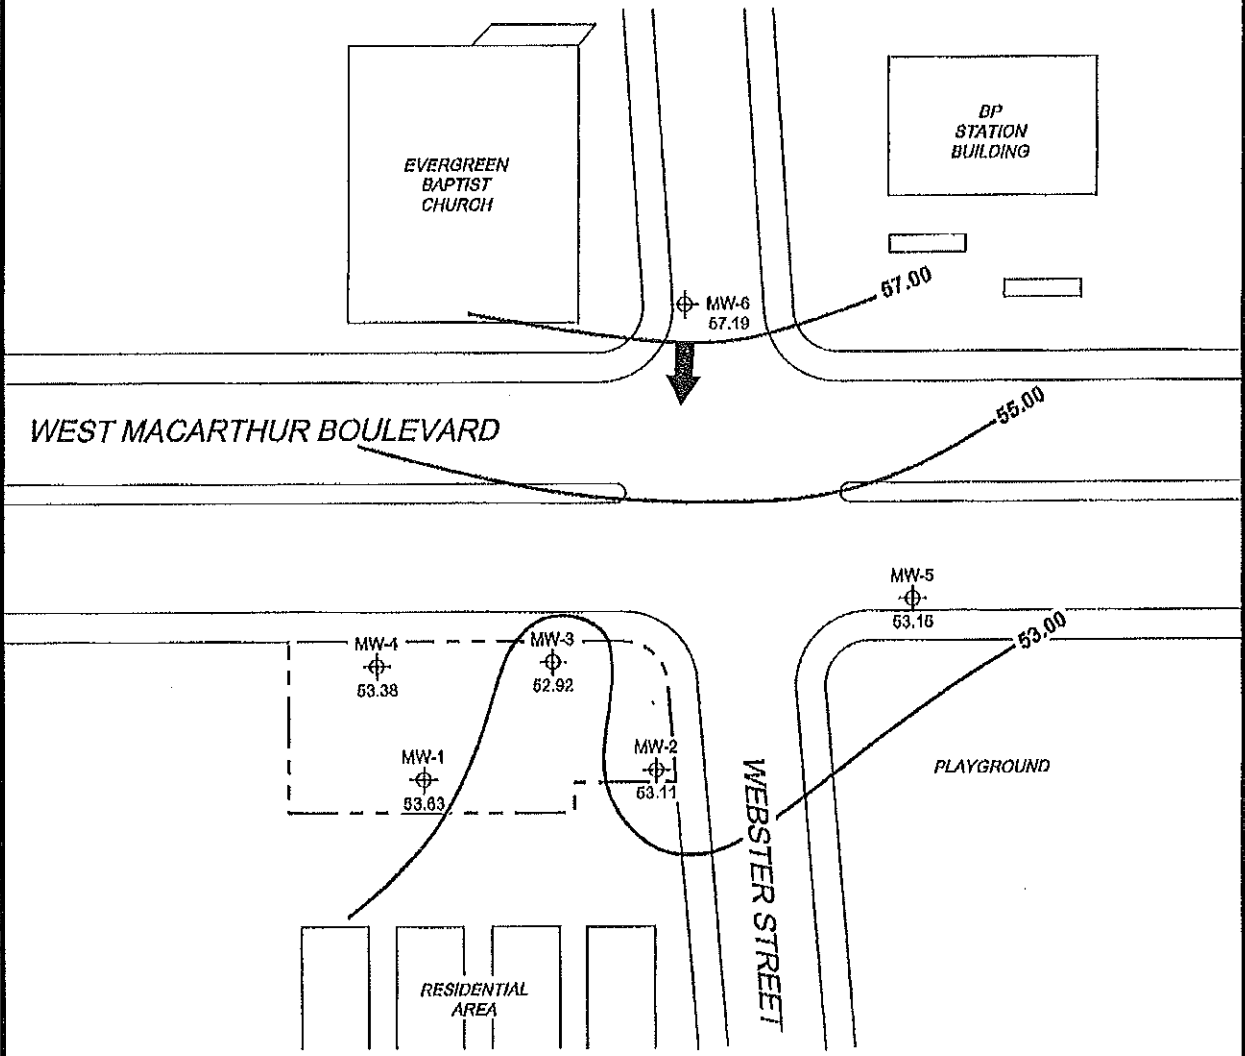 EVERGREEN
BAPTIST
CHURCH
BP
STATION
BUILDING
57.00
MW-6
57.19
55.00
WEST MACARTHUR BOULEVARD
MW-5
53.16
53.00
MW-4
53.38
MW-3
52.92
MW-2
53.11
MW-1
53.63
WEBSTER STREET
PLAYGROUND
RESIDENTIAL
AREA